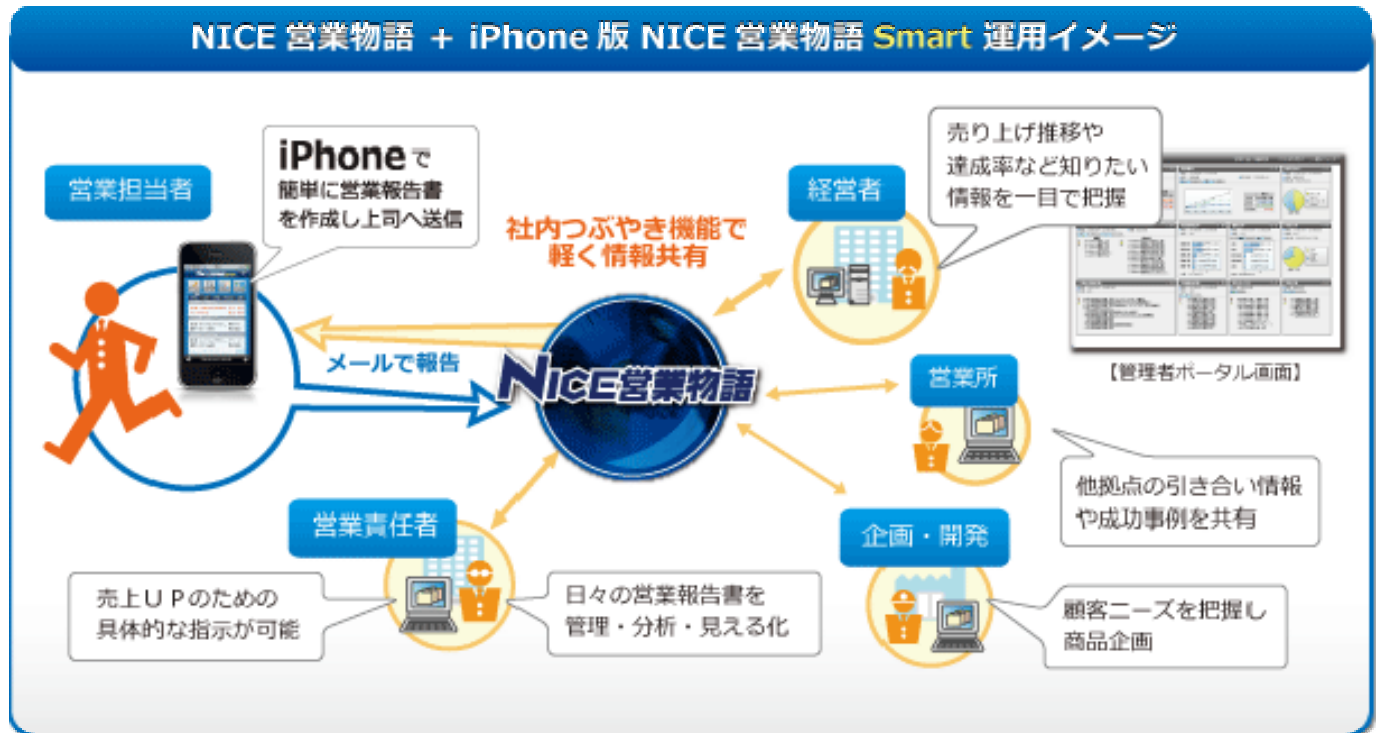 NICE 営業物語 + iPhone 版 NICE 営業物語 Smart 運用イメージ
営業担当者
iPhoneで
簡単に営業報告書
を作成し上司へ送信
社内つぶやき機能で
軽く情報共有
経営者
売り上げ推移や
達成率など知りたい
情報を一目で把握
【管理者ポータル画面】
メールで報告
NICE営業物語
営業所
他拠点の引き合い情報
や成功事例を共有
営業責任者
売上UPのための
具体的な指示が可能
日々の営業報告書を
管理・分析・見える化
企画・開発
顧客ニーズを把握し
商品企画